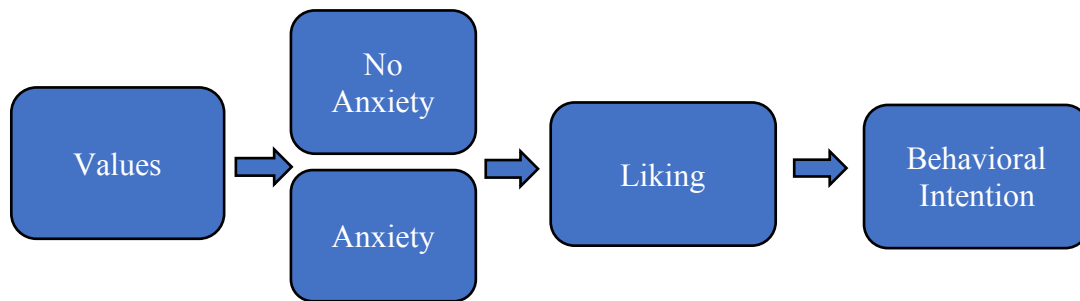 Values
No
Anxiety
Anxiety
Liking
Behavioral
Intention